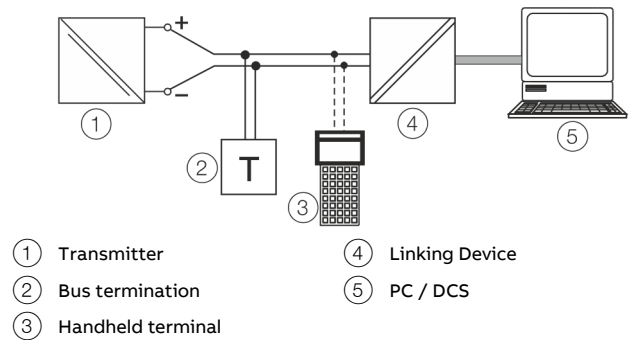 +
–
T
1
2
3
4
5
1 Transmitter
2 Bus termination
3 Handheld terminal
4 Linking Device
5 PC / DCS